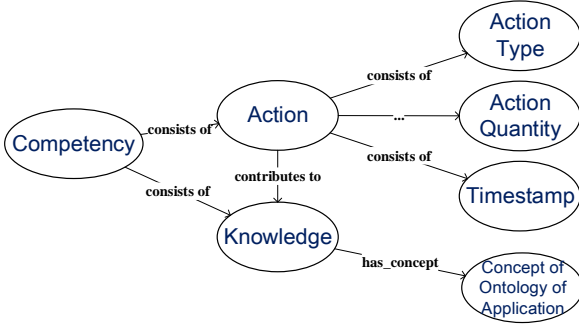 Action
Type
consists of
Action
...
Action
Quantity
Competency
consists of
consists of
Timestamp
contributes to
consists of
Knowledge
has_concept
Concept of
Ontology of
Application